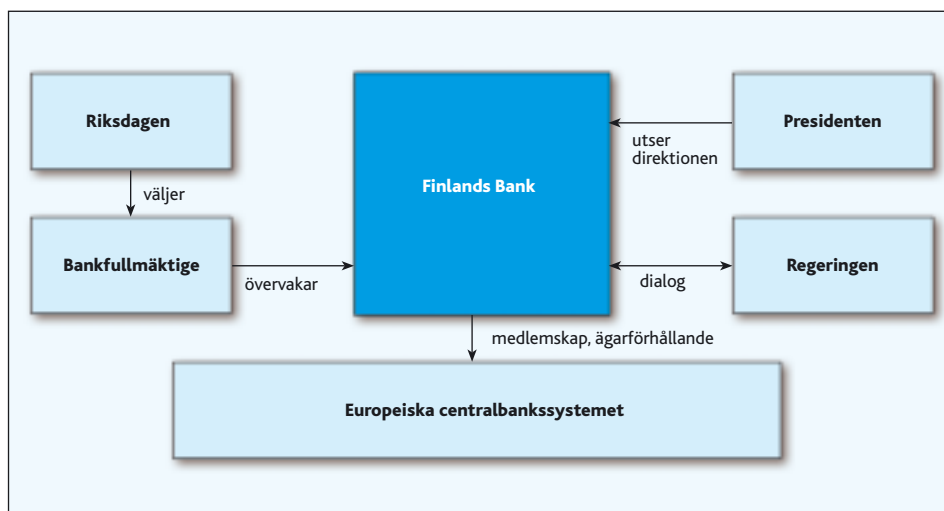 Riksdagen
väljer
Bankfullmäktige
övervakar
Finlands Bank
utser
direktionen
Presidenten
dialog
Regeringen
medlemskap, ägarförhållande
Europeiska centralbankssystemet